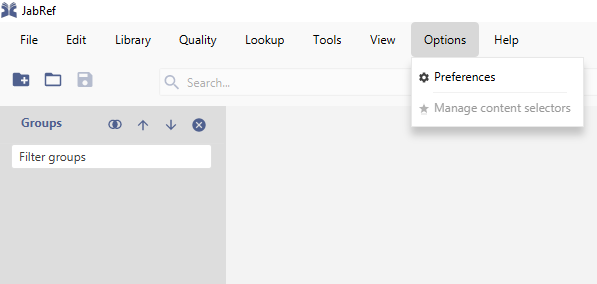 JabRef
File Edit Library Quality Lookup Tools View Options Help
Preferences
Search...
Manage content selectors
Groups
Filter groups